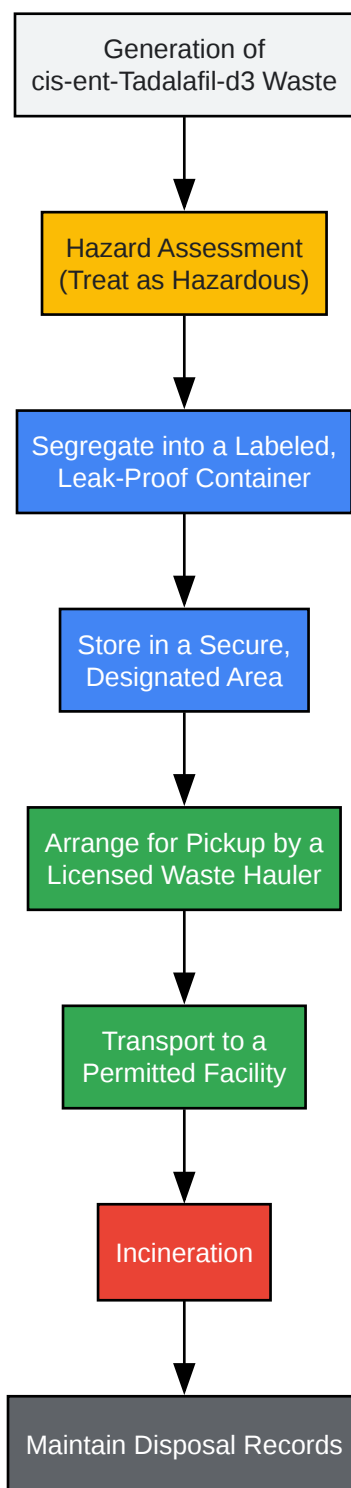 Generation of
cis-ent-Tadalafil-d3 Waste
Hazard Assessment
(Treat as Hazardous)
Segregate into a Labeled,
Leak-Proof Container
Store in a Secure,
Designated Area
Arrange for Pickup by a
Licensed Waste Hauler
Transport to a
Permitted Facility
Incineration
Maintain Disposal Records